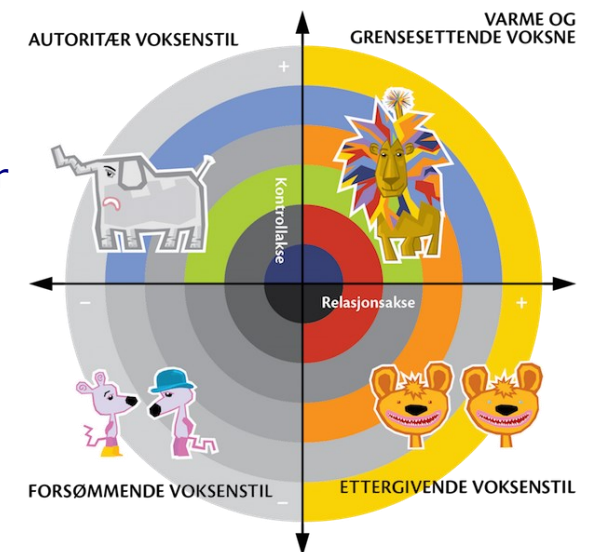 VARME OG
GRENSESETTENDE VOKSNE
AUTORITÆR VOKSENSTIL
+
Kontrollakse
Relasjonsakse
–
+
FORSØMMENDE VOKSENSTIL
ETTERGIVENDE VOKSENSTIL
–